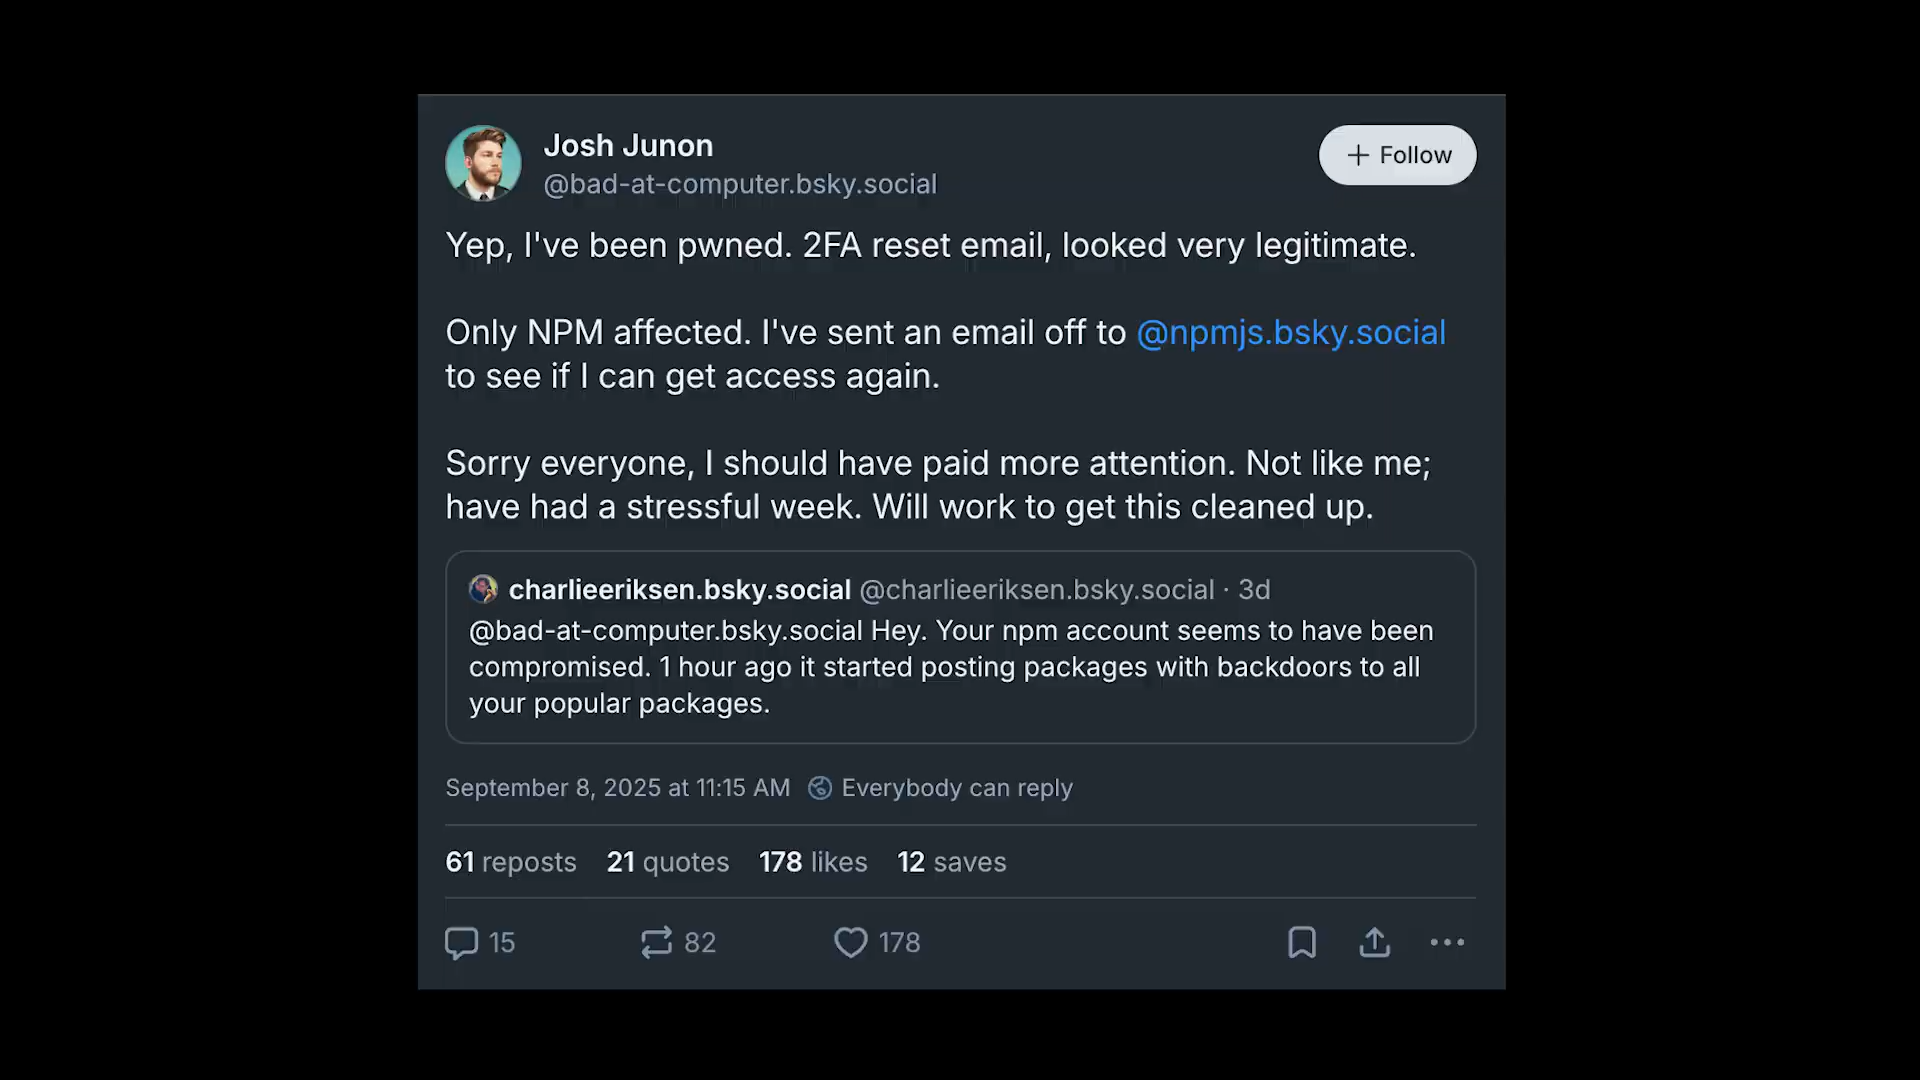 Josh Junon
@bad-at-computer.bsky.social
+ Follow
Yep, I've been pwned. 2FA reset email, looked very legitimate.
Only NPM affected. I've sent an email off to @npmjs.bsky.social
to see if I can get access again.
Sorry everyone, I should have paid more attention. Not like me;
have had a stressful week. Will work to get this cleaned up.
charlieeriksen.bsky.social @charlieeriksen.bsky.social · 3d
@bad-at-computer.bsky.social Hey. Your npm account seems to have been
compromised. 1 hour ago it started posting packages with backdoors to all
your popular packages.
September 8, 2025 at 11:15 AM Everybody can reply
61 reposts 21 quotes 178 likes 12 saves
15 82 178